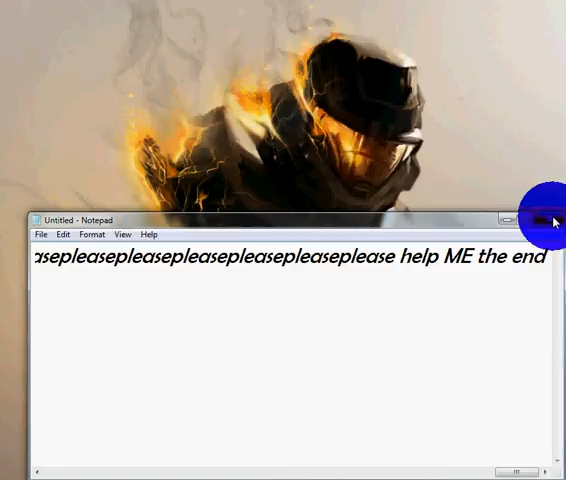 Untitled - Notepad
File Edit Format View Help
asepleasepleasepleasepleasepleaseplease help ME the end